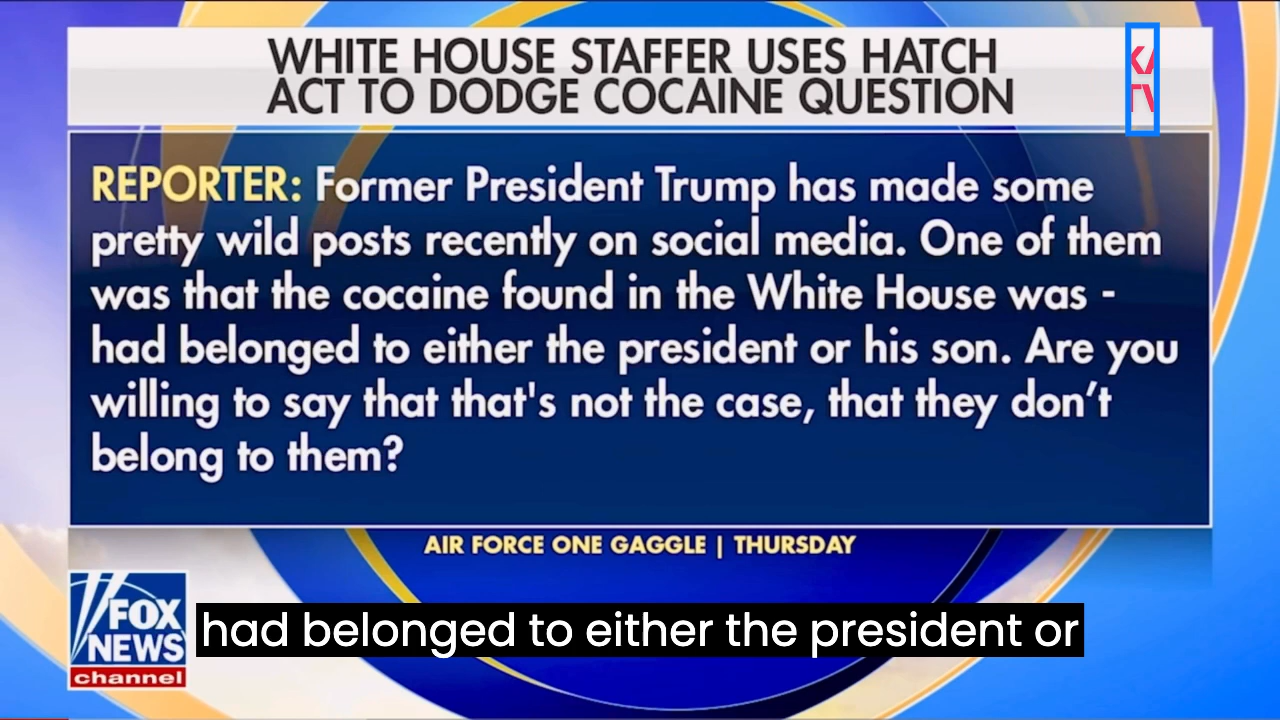 WHITE HOUSE STAFFER USES HATCH
ACT TO DODGE COCAINE QUESTION
REPORTER: Former President Trump has made some
pretty wild posts recently on social media. One of them
was that the cocaine found in the White House was -
had belonged to either the president or his son. Are you
willing to say that that's not the case, that they don’t
belong to them?
AIR FORCE ONE GAGGLE | THURSDAY
FOX
NEWS
channel
had belonged to either the president or